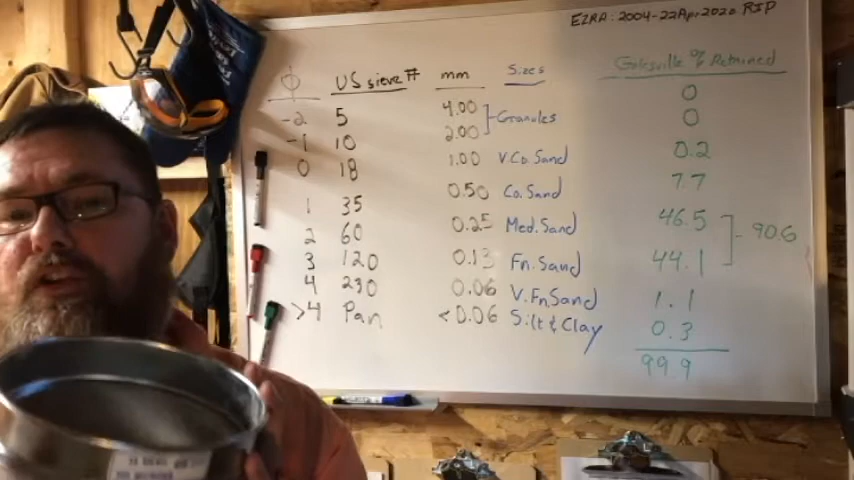 EZRA: 2004-22Apr2020 RIP
Φ US sieve # mm Sizes Galesville % Retained
-2 5 4.00 Granules 0
-1 10 2.00 0
0 18 1.00 V.Co.Sand 0.2
1 35 0.50 Co.Sand 7.7
2 60 0.25 Med.Sand 46.5 90.6
3 120 0.13 Fn.Sand 44.1
4 230 0.06 V.Fn.Sand 1.1
>4 Pan <0.06 Silt & Clay 0.3
99.9